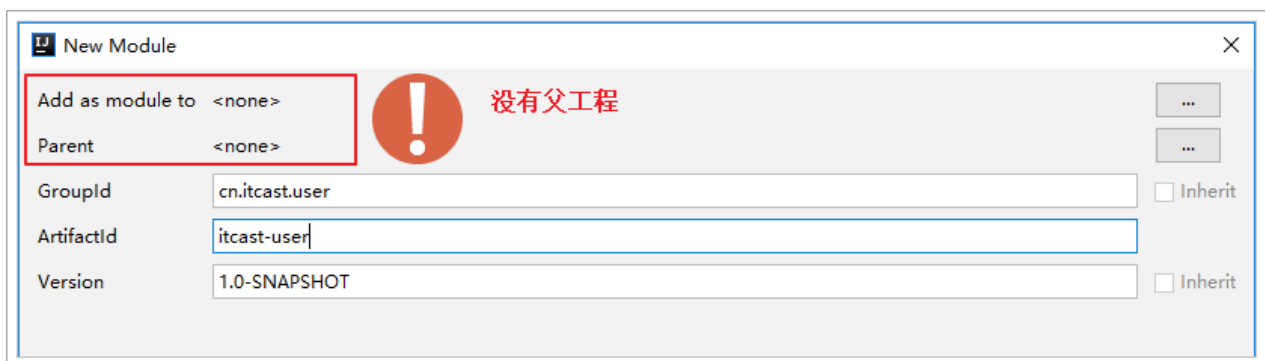 New Module
Add as module to <none>
没有父工程
...
Parent <none>
...
GroupId cn.itcast.user Inherit
ArtifactId itcast-user
Version 1.0-SNAPSHOT Inherit